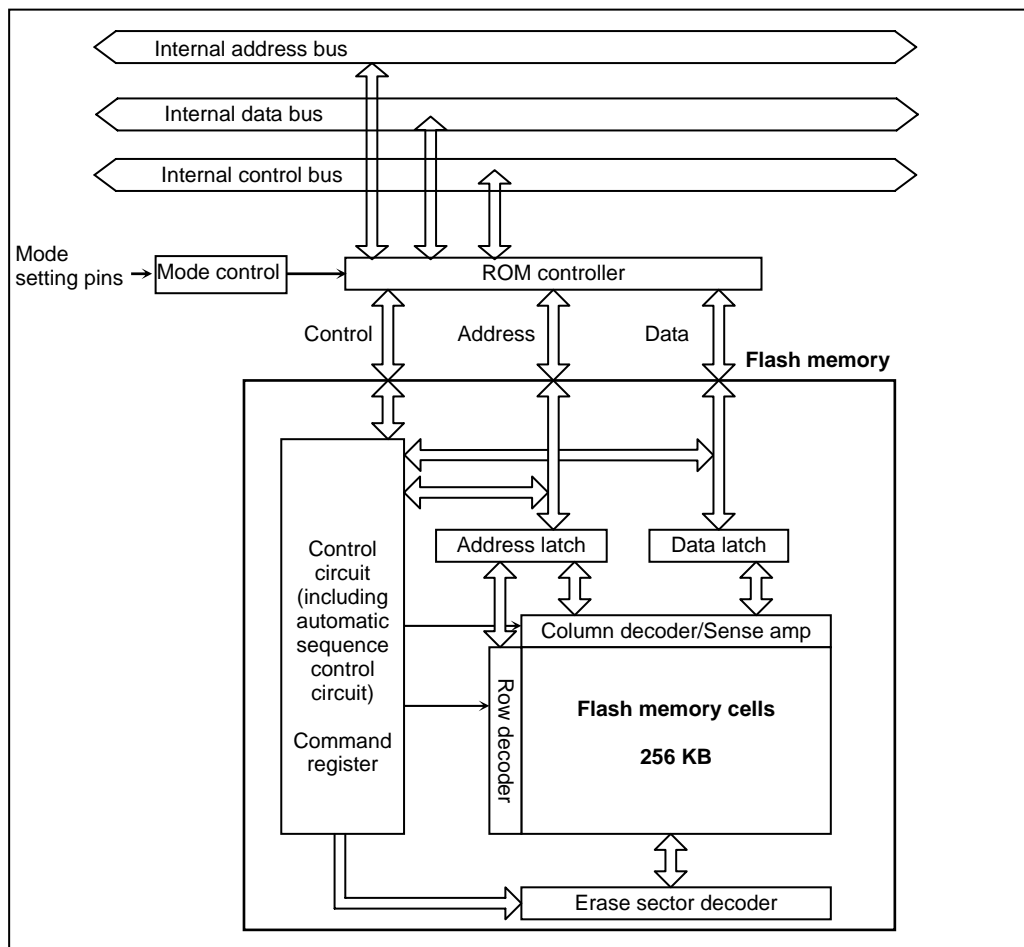 Internal address bus
Internal data bus
Internal control bus
Mode
setting pins
Mode control
ROM controller
Control
Address
Data
Flash memory
Control
circuit
(including
automatic
sequence
control
circuit)
Command
register
Address latch
Data latch
Column decoder/Sense amp
Row decoder
Flash memory cells
256 KB
Erase sector decoder